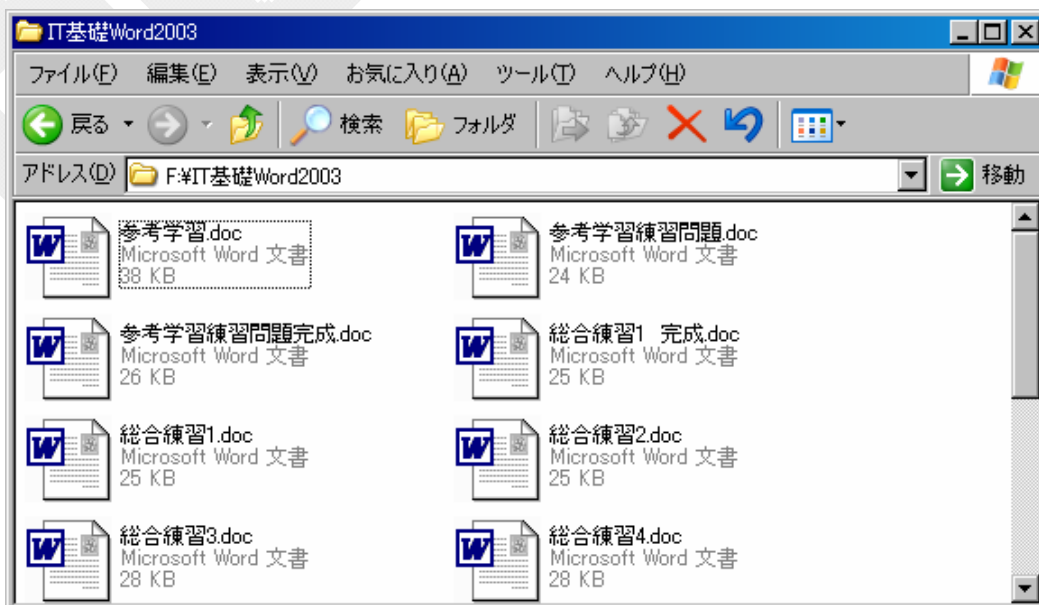 IT基礎Word2003
ファイル(F) 編集(E) 表示(V) お気に入り(A) ツール(T) ヘルプ(H)
戻る 検索 フォルダ
アドレス(D) F:¥IT基礎Word2003 移動
参考学習.doc
Microsoft Word 文書
38 KB
参考学習練習問題.doc
Microsoft Word 文書
24 KB
参考学習練習問題完成.doc
Microsoft Word 文書
26 KB
総合練習1　完成.doc
Microsoft Word 文書
25 KB
総合練習1.doc
Microsoft Word 文書
25 KB
総合練習2.doc
Microsoft Word 文書
25 KB
総合練習3.doc
Microsoft Word 文書
28 KB
総合練習4.doc
Microsoft Word 文書
28 KB